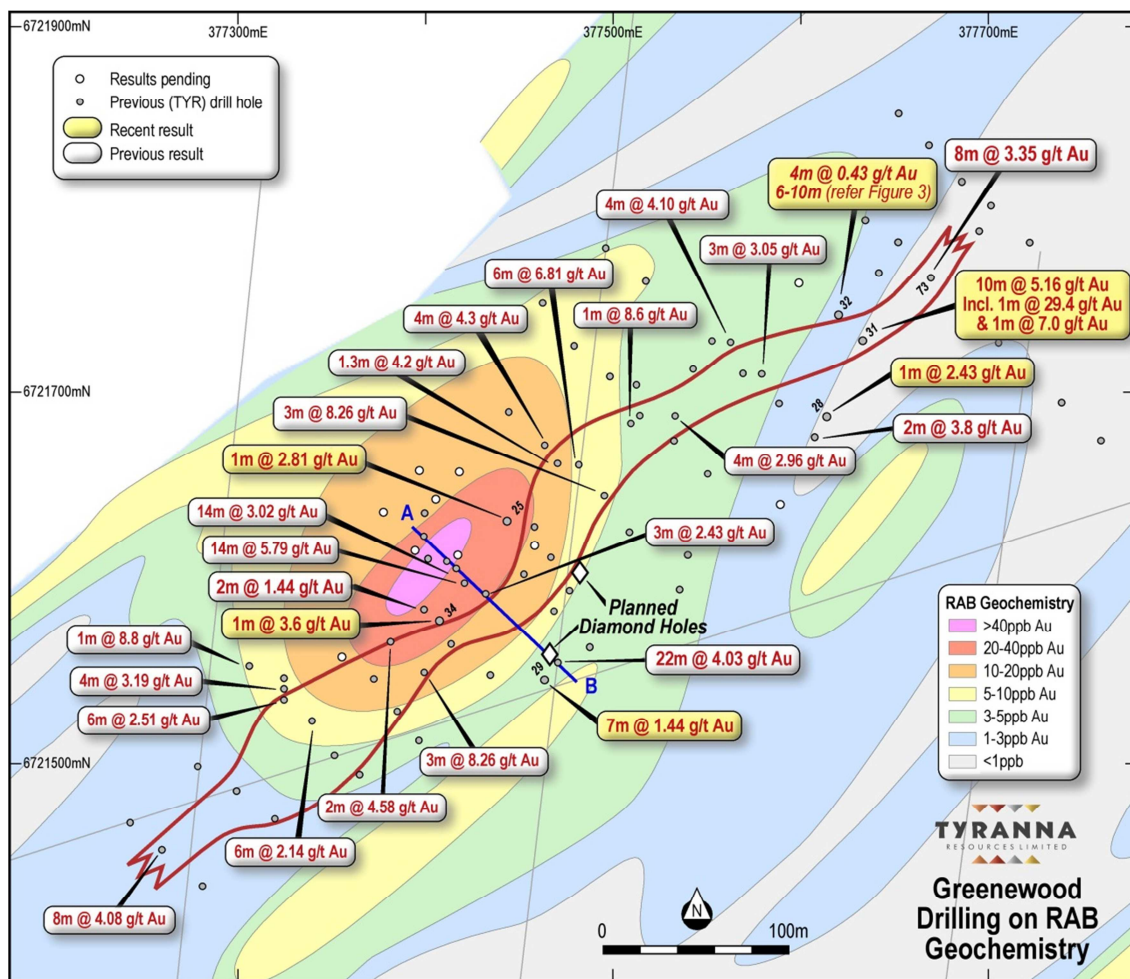 6721900mN
377300mE
377500mE
377700mE
Results pending
Previous (TYR) drill hole
Recent result
Previous result
8m @ 3.35 g/t Au
4m @ 0.43 g/t Au
6-10m (refer Figure 3)
4m @ 4.10 g/t Au
3m @ 3.05 g/t Au
6m @ 6.81 g/t Au
73
10m @ 5.16 g/t Au
Incl. 1m @ 29.4 g/t Au
& 1m @ 7.0 g/t Au
32
4m @ 4.3 g/t Au
1m @ 8.6 g/t Au
31
1.3m @ 4.2 g/t Au
6721700mN
1m @ 2.43 g/t Au
3m @ 8.26 g/t Au
28
2m @ 3.8 g/t Au
1m @ 2.81 g/t Au
4m @ 2.96 g/t Au
25
A
14m @ 3.02 g/t Au
3m @ 2.43 g/t Au
14m @ 5.79 g/t Au
2m @ 1.44 g/t Au
34
Planned
Diamond Holes
1m @ 3.6 g/t Au
RAB Geochemistry
>40ppb Au
20-40ppb Au
10-20ppb Au
5-10ppb Au
3-5ppb Au
1-3ppb Au
<1ppb
1m @ 8.8 g/t Au
22m @ 4.03 g/t Au
29
B
4m @ 3.19 g/t Au
6m @ 2.51 g/t Au
7m @ 1.44 g/t Au
6721500mN
3m @ 8.26 g/t Au
2m @ 4.58 g/t Au
6m @ 2.14 g/t Au
8m @ 4.08 g/t Au
TYRANNA
RESOURCES LIMITED
Greenewood
Drilling on RAB
Geochemistry
N
0
100m